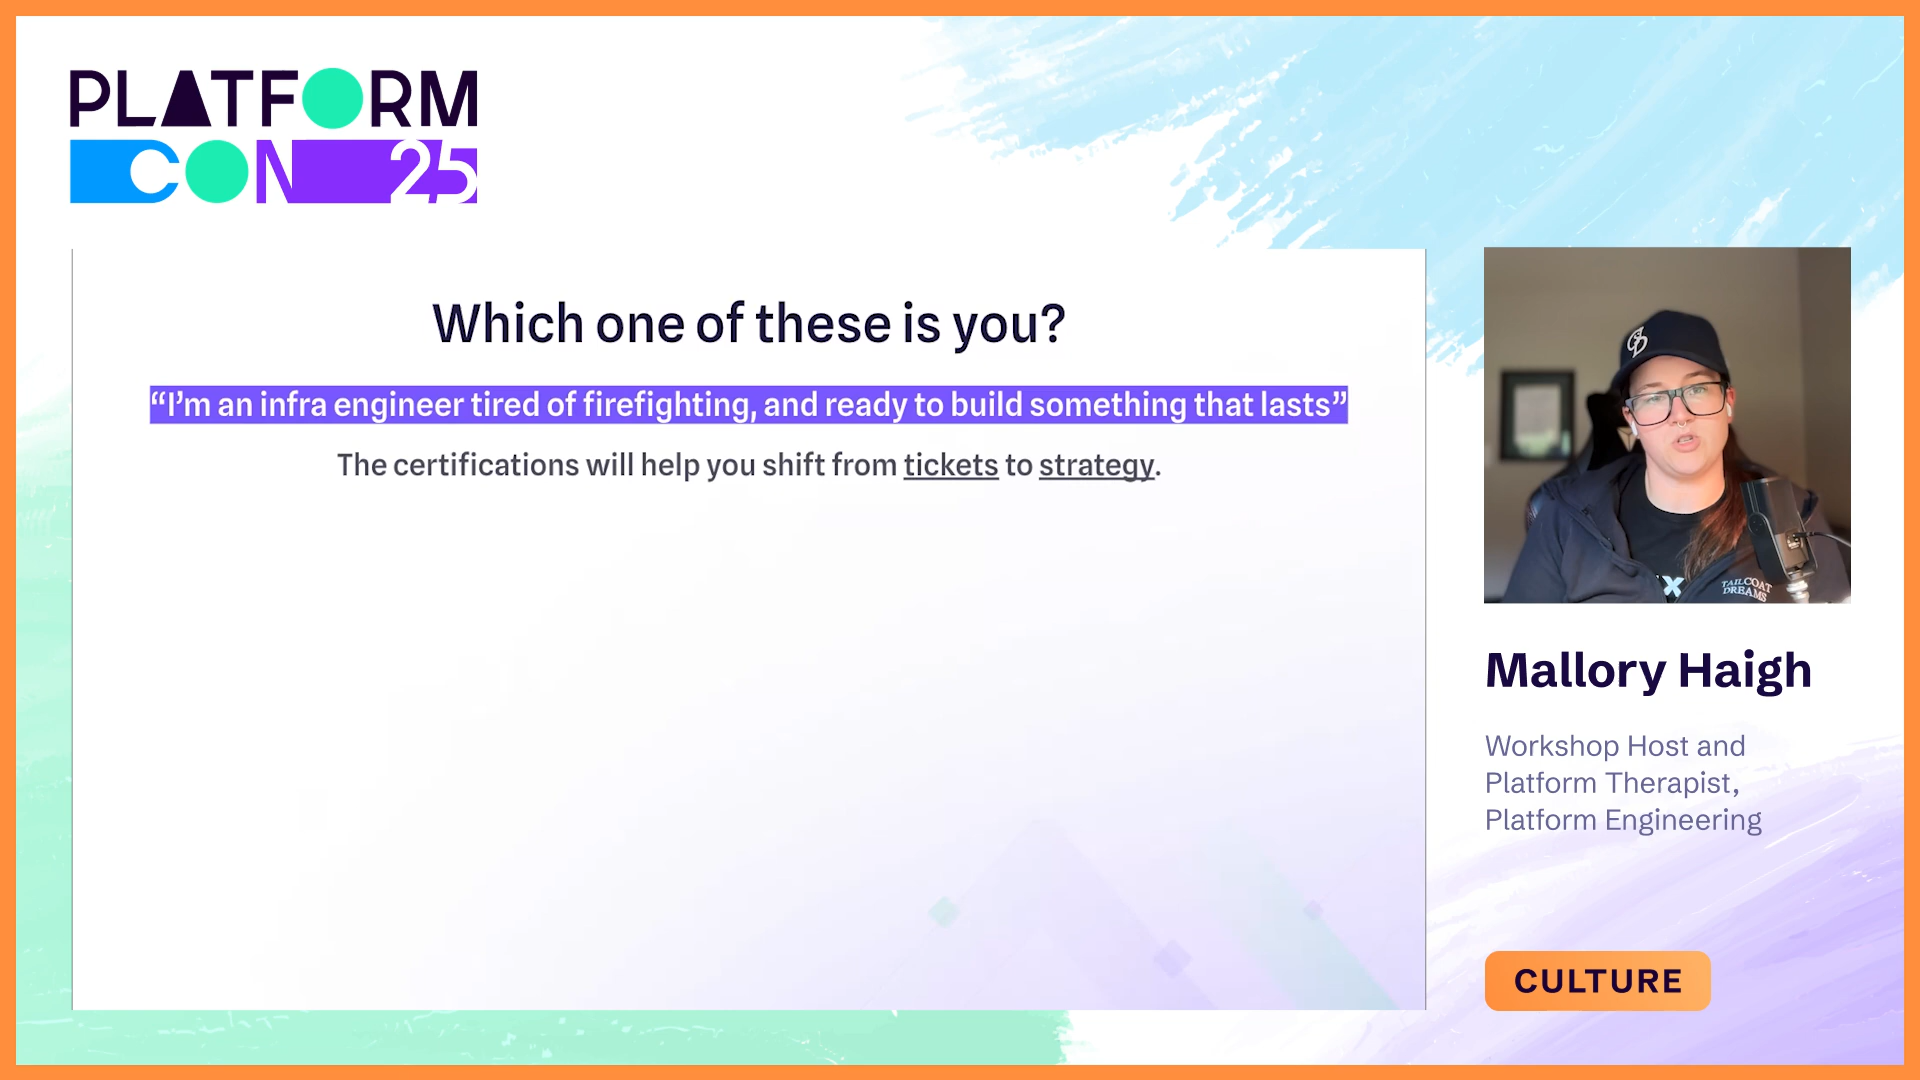 PLATFORM
CON 25
Which one of these is you?
“I’m an infra engineer tired of firefighting, and ready to build something that lasts”
The certifications will help you shift from tickets to strategy.
TAILCOAT
DREAMS
Mallory Haigh
Workshop Host and
Platform Therapist,
Platform Engineering
CULTURE